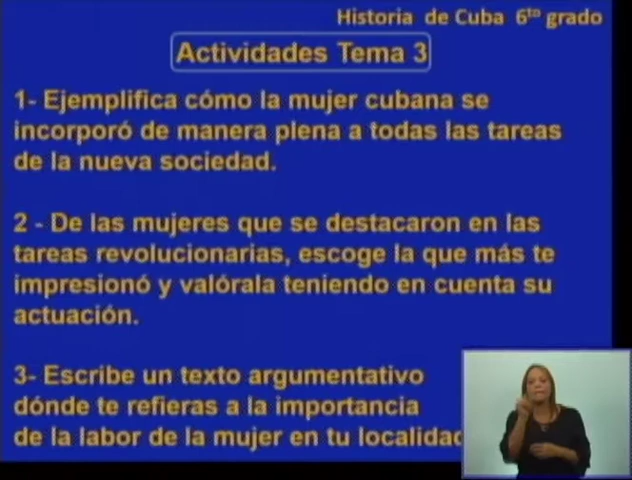 Historia de Cuba 6to grado
Actividades Tema 3
1- Ejemplifica cómo la mujer cubana se
incorporó de manera plena a todas las tareas
de la nueva sociedad.
2 - De las mujeres que se destacaron en las
tareas revolucionarias, escoge la que más te
impresionó y valórala teniendo en cuenta su
actuación.
3- Escribe un texto argumentativo
dónde te refieras a la importancia
de la labor de la mujer en tu localidad